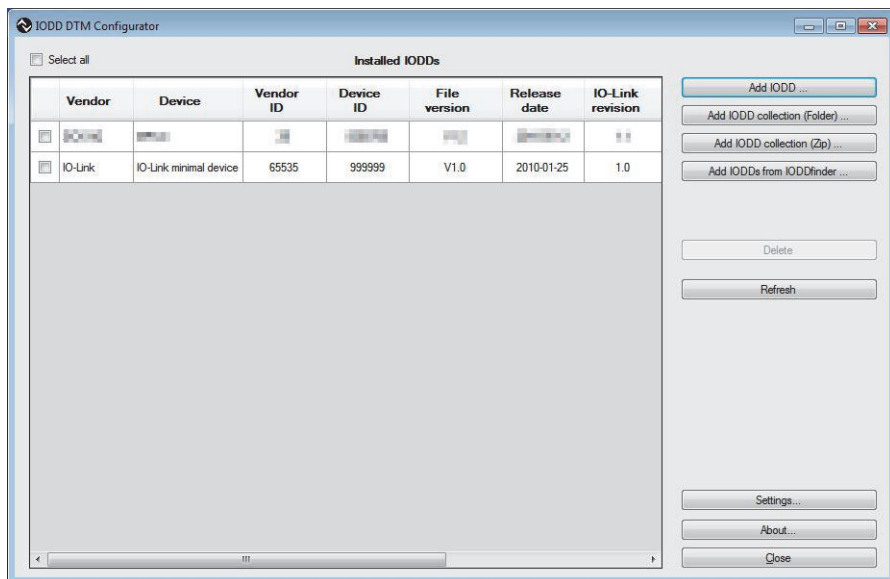 IODD DTM Configurator
Select all
Installed IODDs
Vendor Device Vendor ID Device ID File version Release date IO-Link revision
IO-Link IO-Link minimal device 65535 999999 V1.0 2010-01-25 1.0
Add IODD ...
Add IODD collection (Folder) ...
Add IODD collection (Zip) ...
Add IODDs from IODDfinder ...
Delete
Refresh
Settings...
About...
Close